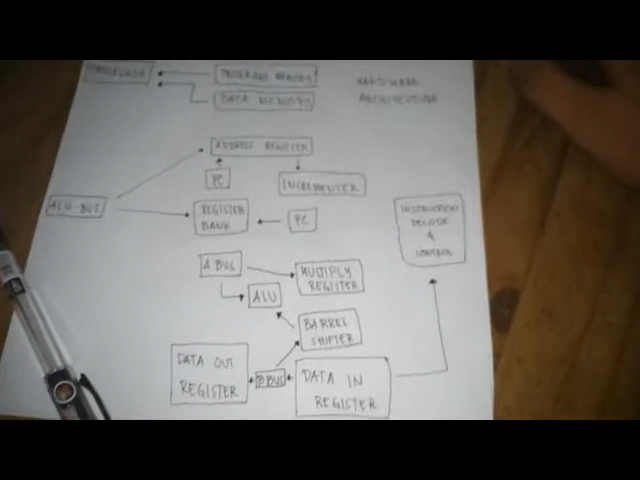 PROGRAM MEMORY
DATA MEMORY
HARDWARE
ARCHITECTURE
ADDRESS REGISTER
PC
INCREMENTER
ALU BUS
REGISTER
BANK
PC
INSTRUCTION
DECODE
&
CONTROL
A BUS
MULTIPLY
REGISTER
ALU
BARREL
SHIFTER
DATA OUT
REGISTER
B BUS
DATA IN
REGISTER